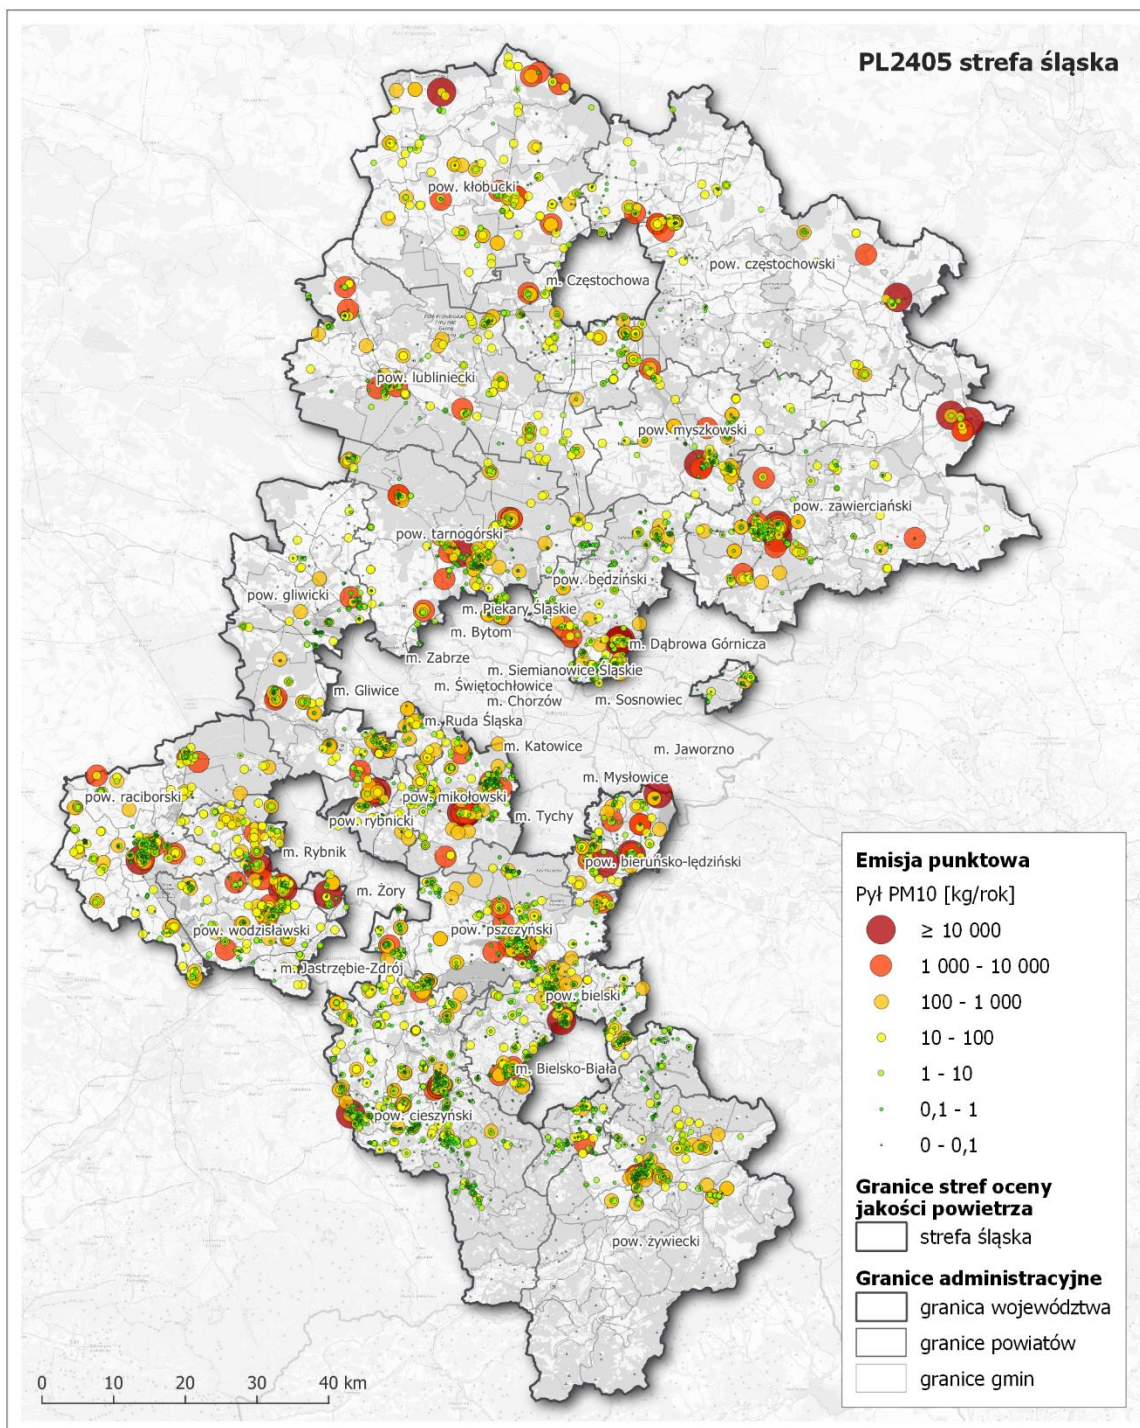 PL2405 strefa śląska
pow. kłobucki
m. Częstochowa
pow. częstochowski
pow. lubliniecki
pow. myszkowski
pow. zawierciański
pow. tarnogórski
pow. będziński
pow. gliwicki
m. Piekary Śląskie
m. Bytom
m. Dąbrowa Górnicza
m. Zabrze
m. Siemianowice Śląskie
m. Świętochłowice
m. Gliwice
m. Chorzów
m. Sosnowiec
m. Ruda Śląska
m. Katowice
m. Jaworzno
m. Mysłowice
pow. raciborski
pow. mikołowski
pow. rybnicki
m. Tychy
m. Rybnik
pow. bieruńsko-lędziński
m. Żory
pow. wodzisławski
pow. pszczyński
m. Jastrzębie-Zdrój
pow. bielski
m. Bielsko-Biała
pow. cieszyński
pow. żywiecki
Emisja punktowa
Pył PM10 [kg/rok]
≥ 10 000
1 000 - 10 000
100 - 1 000
10 - 100
1 - 10
0,1 - 1
0 - 0,1
Granice stref oceny
jakości powietrza
strefa śląska
Granice administracyjne
granica województwa
granice powiatów
granice gmin
0 10 20 30 40 km